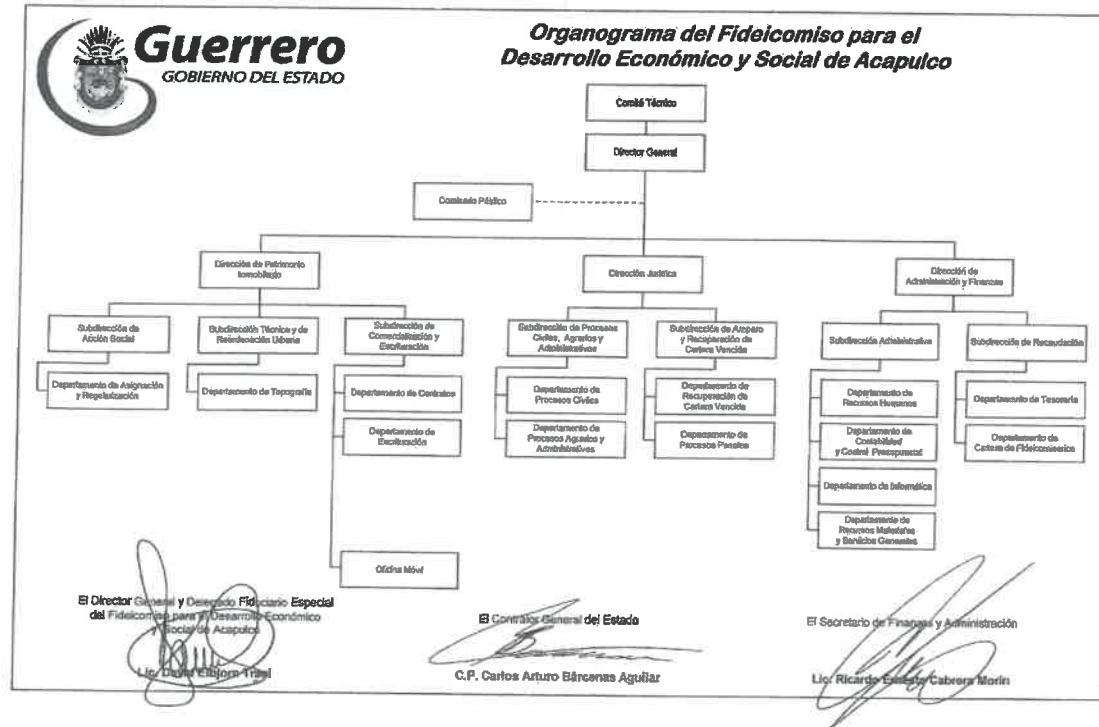 Guerrero
GOBIERNO DEL ESTADO
Organograma del Fideicomiso para el
Desarrollo Económico y Social de Acapulco
Comité Técnico
Director General
Comisario Público
Dirección de Patrimonio
Inmobiliario
Dirección Jurídica
Dirección de
Administración y Finanzas
Subdirección de
Acción Social
Subdirección Técnica y de
Reordenación Urbana
Subdirección de
Comercialización y
Escrituración
Subdirección de Procesos
Civiles, Agrarios y
Administrativos
Subdirección de Amparo
y Recuperación de
Cartera Vencida
Subdirección Administrativa
Subdirección de Recaudación
Departamento de Asignación
y Regularización
Departamento de Topografía
Departamento de Contratos
Departamento de
Escrituración
Oficina Móvil
Departamento de
Procesos Civiles
Departamento de
Procesos Agrarios y
Administrativos
Departamento de
Recuperación de
Cartera Vencida
Departamento de
Procesos Penales
Departamento de
Recursos Humanos
Departamento de
Contabilidad
y Control Presupuestal
Departamento de Informática
Departamento de
Recursos Materiales
y Servicios Generales
Departamento de Tesorería
Departamento de
Cartera de Fideicomisarios
El Director General y Delegado Fiduciario Especial
del Fideicomiso para el Desarrollo Económico
y Social de Acapulco
Lic. David
El Contralor General del Estado
C.P. Carlos Arturo Bárcenas Aguilar
El Secretario de Finanzas y Administración
Lic. Ricardo Ernesto Cabrera Morin